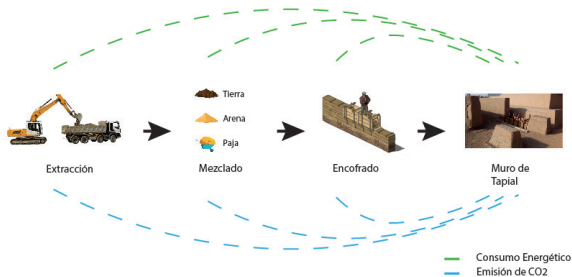 Tierra
Arena
Paja
Extracción
Mezclado
Encofrado
Muro de
Tapial
Consumo Energético
Emisión de CO2